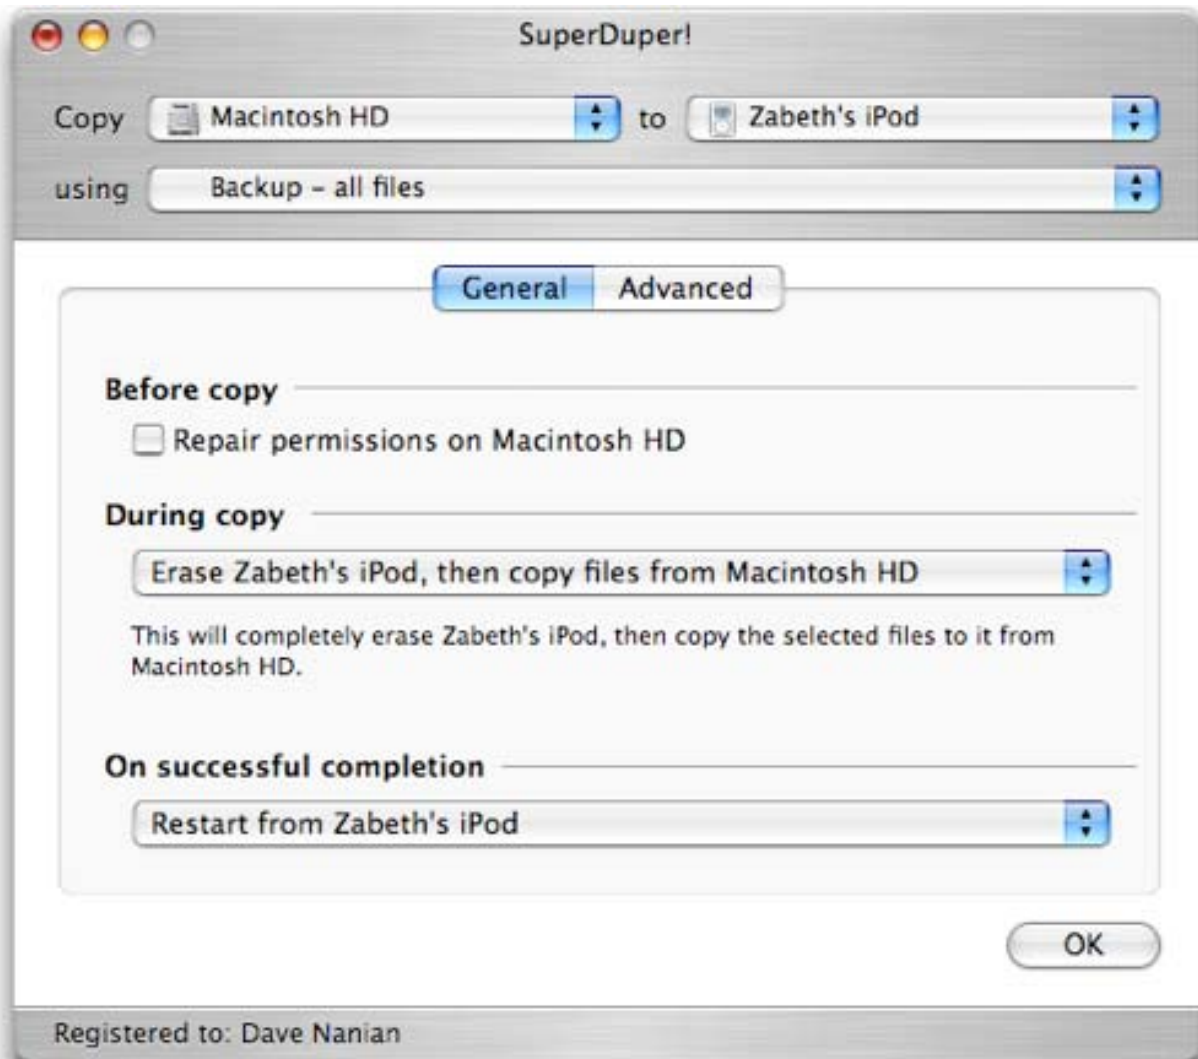 SuperDuper!
Copy Macintosh HD to Zabeth's iPod
using Backup – all files
General Advanced
Before copy
Repair permissions on Macintosh HD
During copy
Erase Zabeth's iPod, then copy files from Macintosh HD
This will completely erase Zabeth's iPod, then copy the selected files to it from
Macintosh HD.
On successful completion
Restart from Zabeth's iPod
OK
Registered to: Dave Nanian